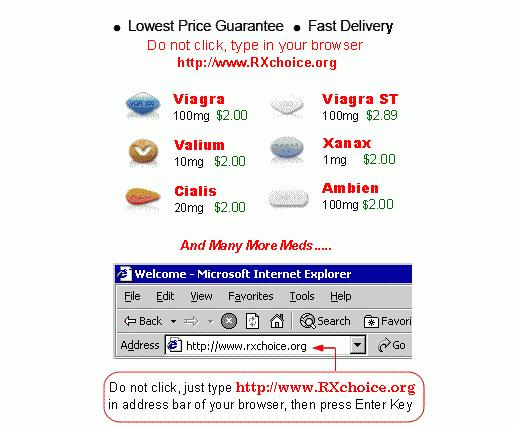 • Lowest Price Guarantee • Fast Delivery
Do not click, type in your browser
http://www.RXchoice.org
Viagra
100mg $2.00
Viagra ST
100mg $2.89
Valium
10mg $2.00
Xanax
1mg $2.00
Cialis
20mg $2.00
Ambien
100mg $2.00
And Many More Meds.....
Welcome - Microsoft Internet Explorer
File Edit View Favorites Tools Help
Back Search Favori
Address http://www.rxchoice.org Go
Do not click, just type http://www.RXchoice.org
in address bar of your browser, then press Enter Key